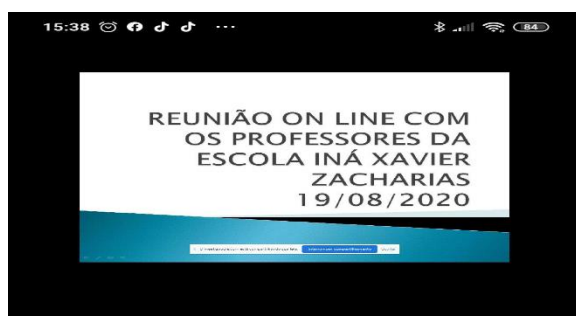 15:38
84
REUNIÃO ON LINE COM
OS PROFESSORES DA
ESCOLA INÁ XAVIER
ZACHARIAS
19/08/2020